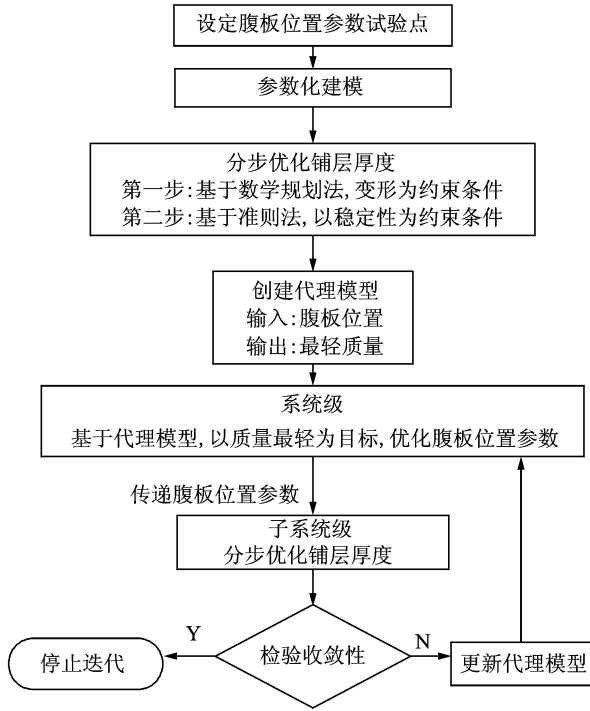 设定腹板位置参数试验点
参数化建模
分步优化铺层厚度
第一步:基于数学规划法,变形为约束条件
第二步:基于准则法,以稳定性为约束条件
创建代理模型
输入:腹板位置
输出:最轻质量
系统级
基于代理模型,以质量最轻为目标,优化腹板位置参数
传递腹板位置参数
子系统级
分步优化铺层厚度
Y
检验收敛性
N
停止迭代
更新代理模型